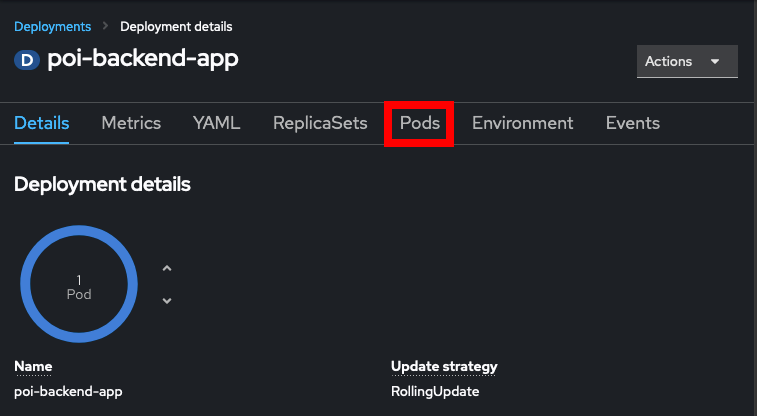 Deployments > Deployment details
D poi-backend-app
Actions
Details Metrics YAML ReplicaSets Pods Environment Events
Deployment details
1
Pod
Name Update strategy
poi-backend-app RollingUpdate